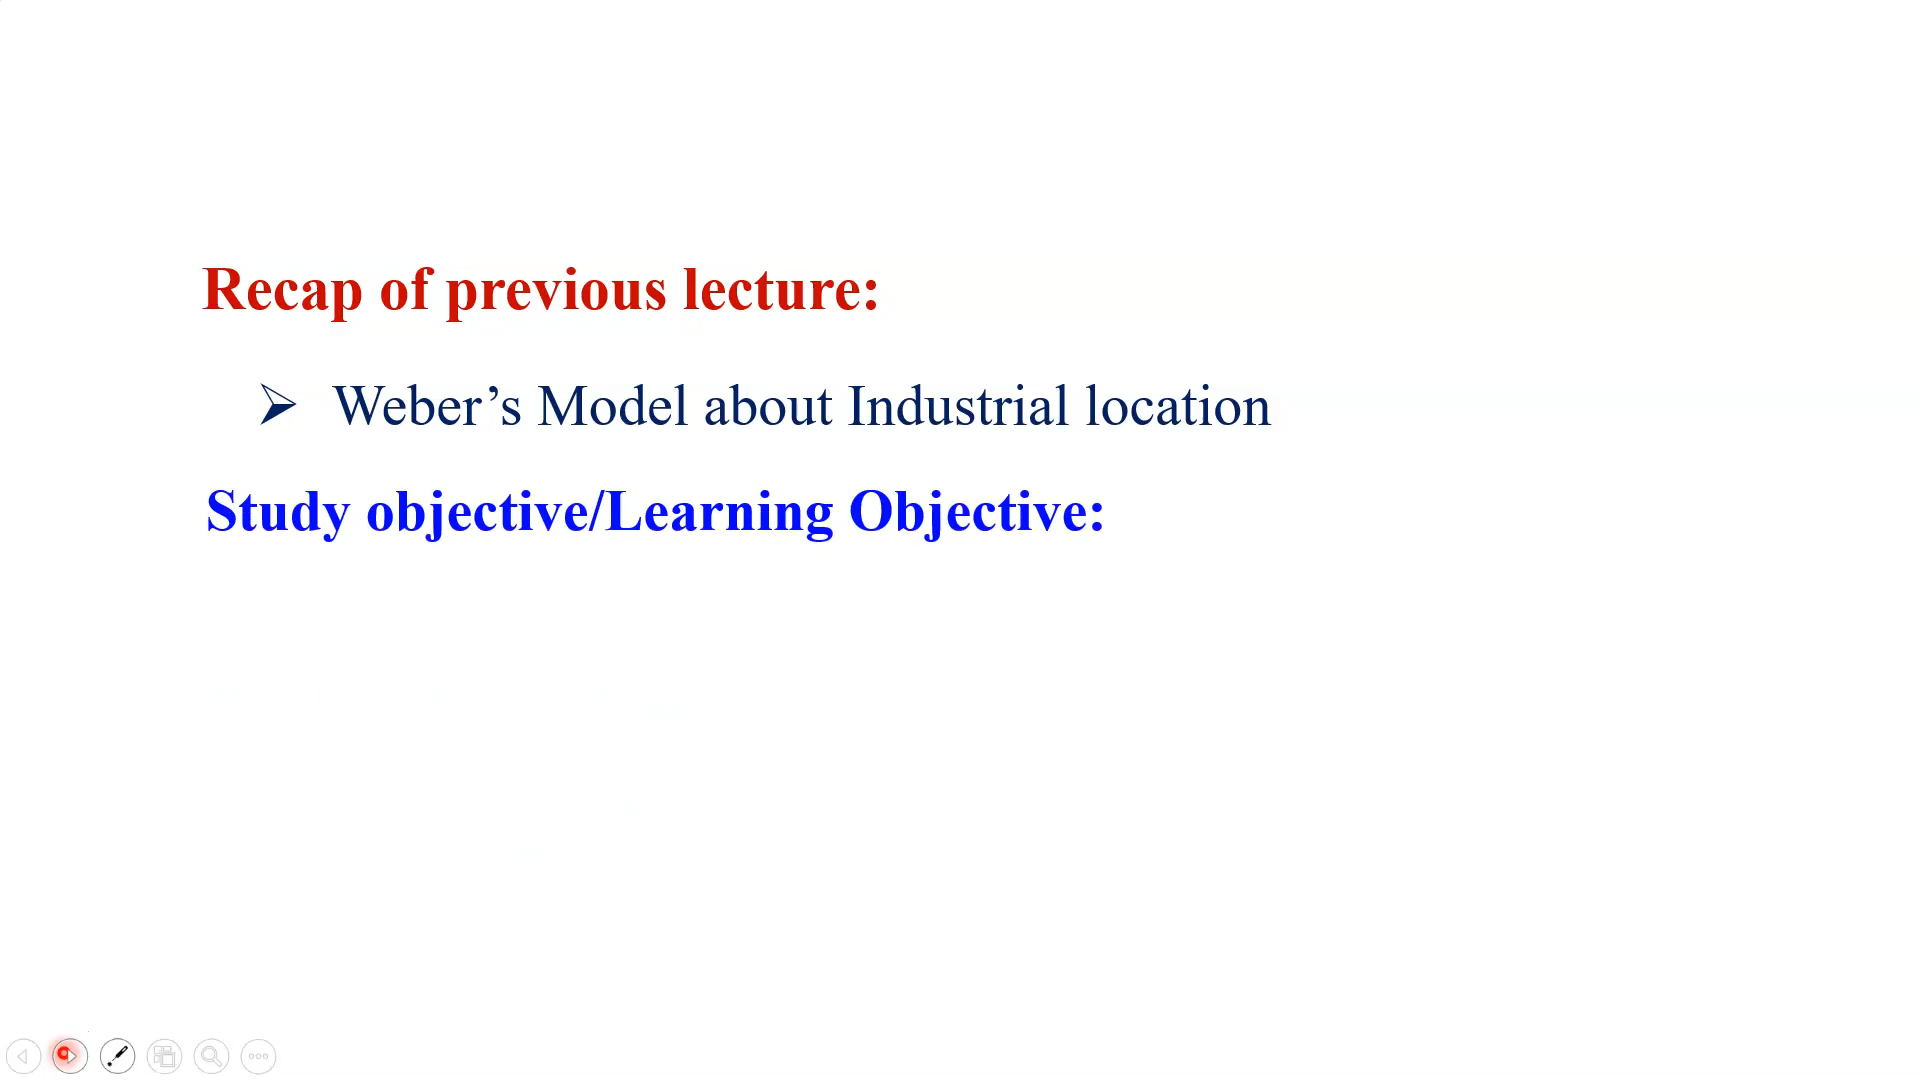 Recap of previous lecture:
➢ Weber’s Model about Industrial location
Study objective/Learning Objective: